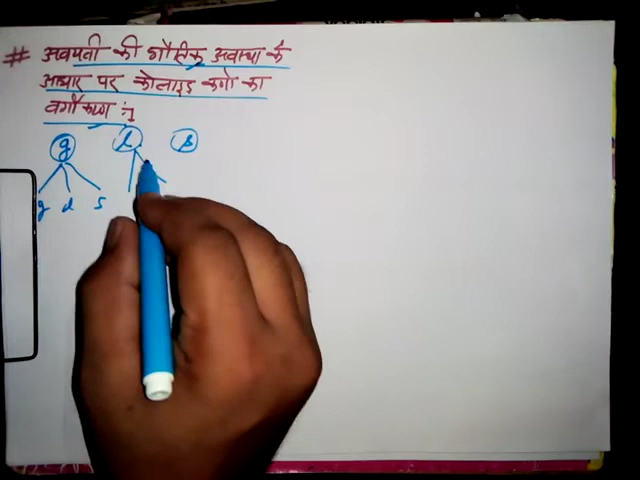 # अवयवों की भौतिक अवस्था के
आधार पर कोलाइड कणों का
वर्गीकरण :-
g l s
g l s